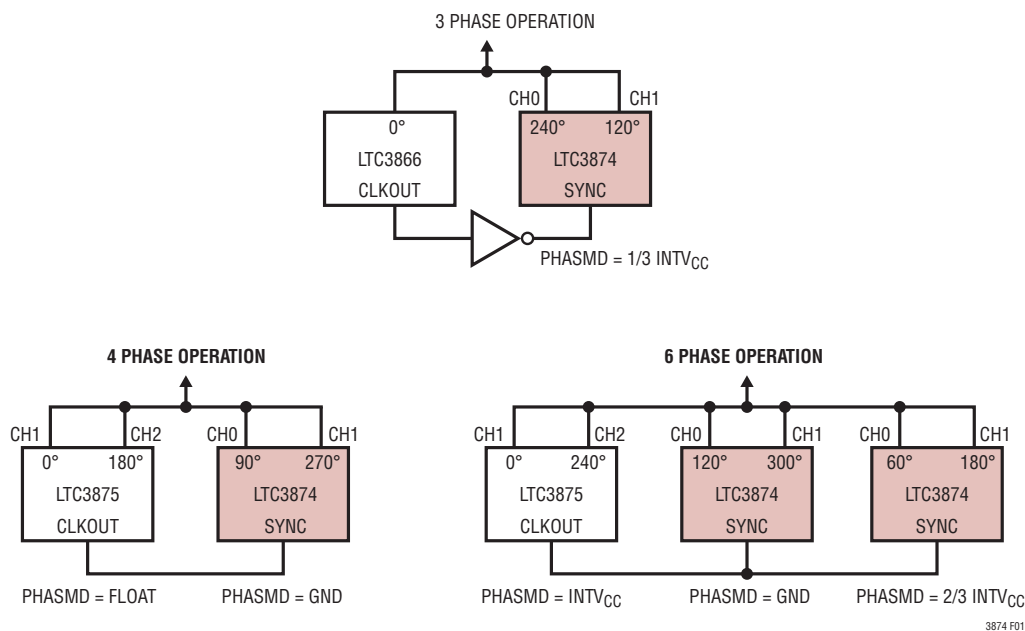 3 PHASE OPERATION
CH0 CH1
0° 240° 120°
LTC3866 LTC3874
CLKOUT SYNC
PHASMD = 1/3 INTVCC
4 PHASE OPERATION 6 PHASE OPERATION
CH1 CH2 CH0 CH1 CH1 CH2 CH0 CH1 CH0 CH1
0° 180° 90° 270° 0° 240° 120° 300° 60° 180°
LTC3875 LTC3874 LTC3875 LTC3874 LTC3874
CLKOUT SYNC CLKOUT SYNC SYNC
PHASMD = FLOAT PHASMD = GND PHASMD = INTVCC PHASMD = GND PHASMD = 2/3 INTVCC
3874 F01